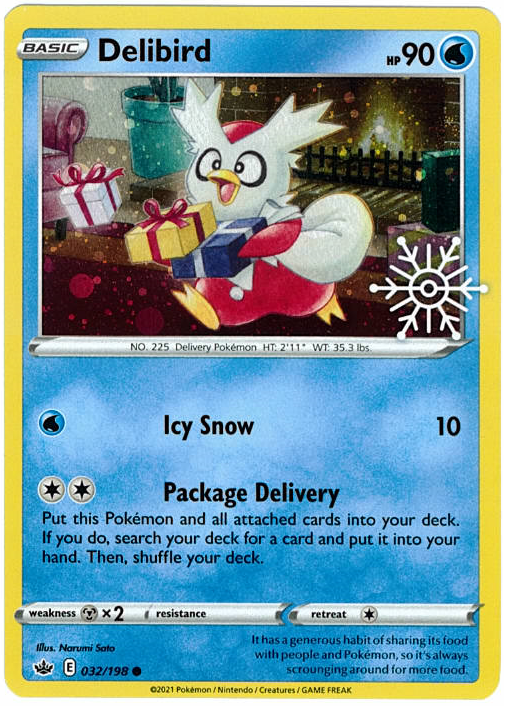 BASIC Delibird HP 90
NO. 225 Delivery Pokémon HT: 2'11" WT: 35.3 lbs.
Icy Snow 10
Package Delivery
Put this Pokémon and all attached cards into your deck.
If you do, search your deck for a card and put it into your
hand. Then, shuffle your deck.
weakness ×2 resistance retreat
Illus. Narumi Sato
E 032/198
It has a generous habit of sharing its food
with people and Pokémon, so it's always
scrounging around for more food.
©2021 Pokémon / Nintendo / Creatures / GAME FREAK